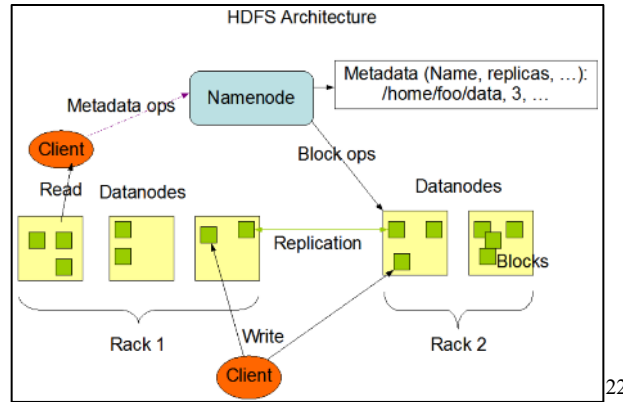 HDFS Architecture
Metadata (Name, replicas, ...):
/home/foo/data, 3, ...
Namenode
Metadata ops
Client
Block ops
Read
Datanodes
Datanodes
Replication
Blocks
Write
Rack 1
Rack 2
Client
22